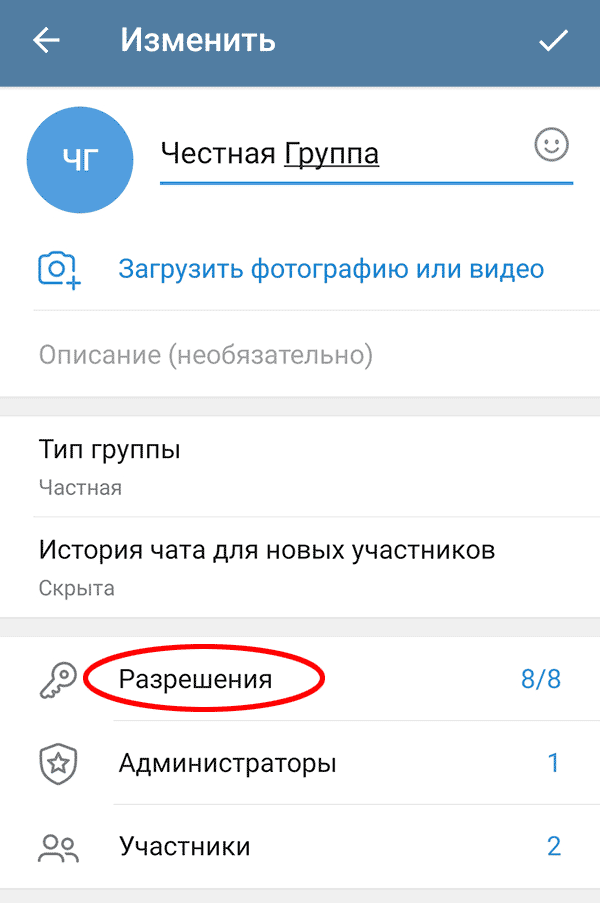 Изменить
ЧГ
Честная Группа
Загрузить фотографию или видео
Описание (необязательно)
Тип группы
Частная
История чата для новых участников
Скрыта
Разрешения 8/8
Администраторы 1
Участники 2